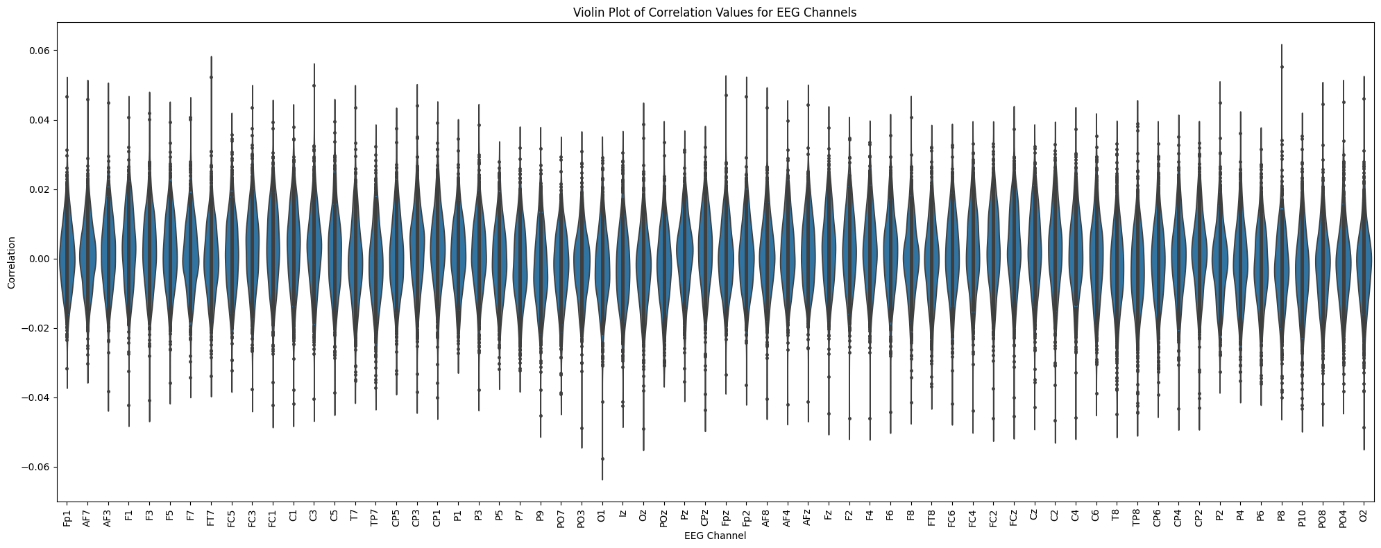 Violin Plot of Correlation Values for EEG Channels
Correlation
0.06
0.04
0.02
0.00
−0.02
−0.04
−0.06
Fp1 AF7 AF3 F1 F3 F5 F7 FT7 FC5 FC3 FC1 C1 C3 C5 T7 TP7 CP5 CP3 CP1 P1 P3 P5 P7 P9 PO7 PO3 O1 Iz Oz POz Pz CPz Fpz Fp2 AF8 AF4 AFz Fz F2 F4 F6 F8 FT8 FC6 FC4 FC2 FCz Cz C2 C4 C6 T8 TP8 CP6 CP4 CP2 P2 P4 P6 P8 P10 PO8 PO4 O2
EEG Channel